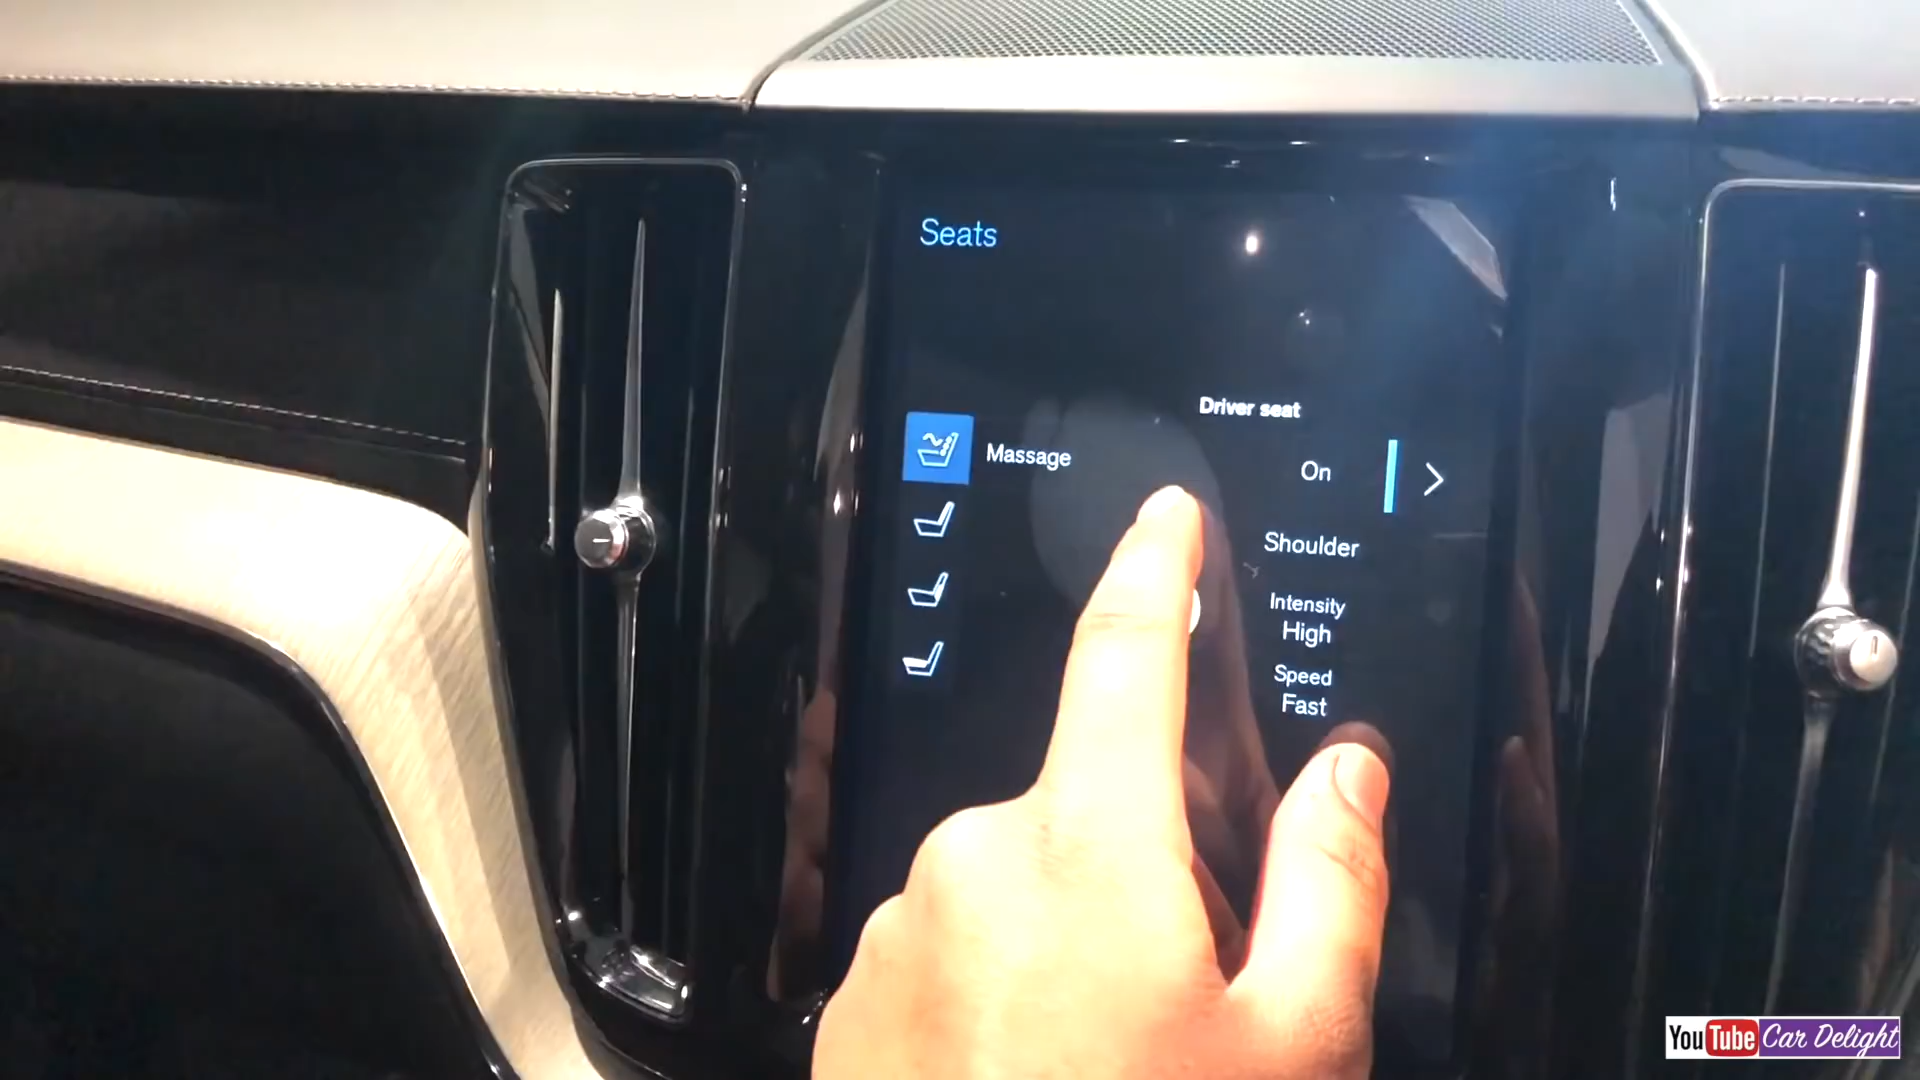 Seats
Driver seat
Massage
On
Shoulder
Intensity
High
Speed
Fast
YouTube Car Delight